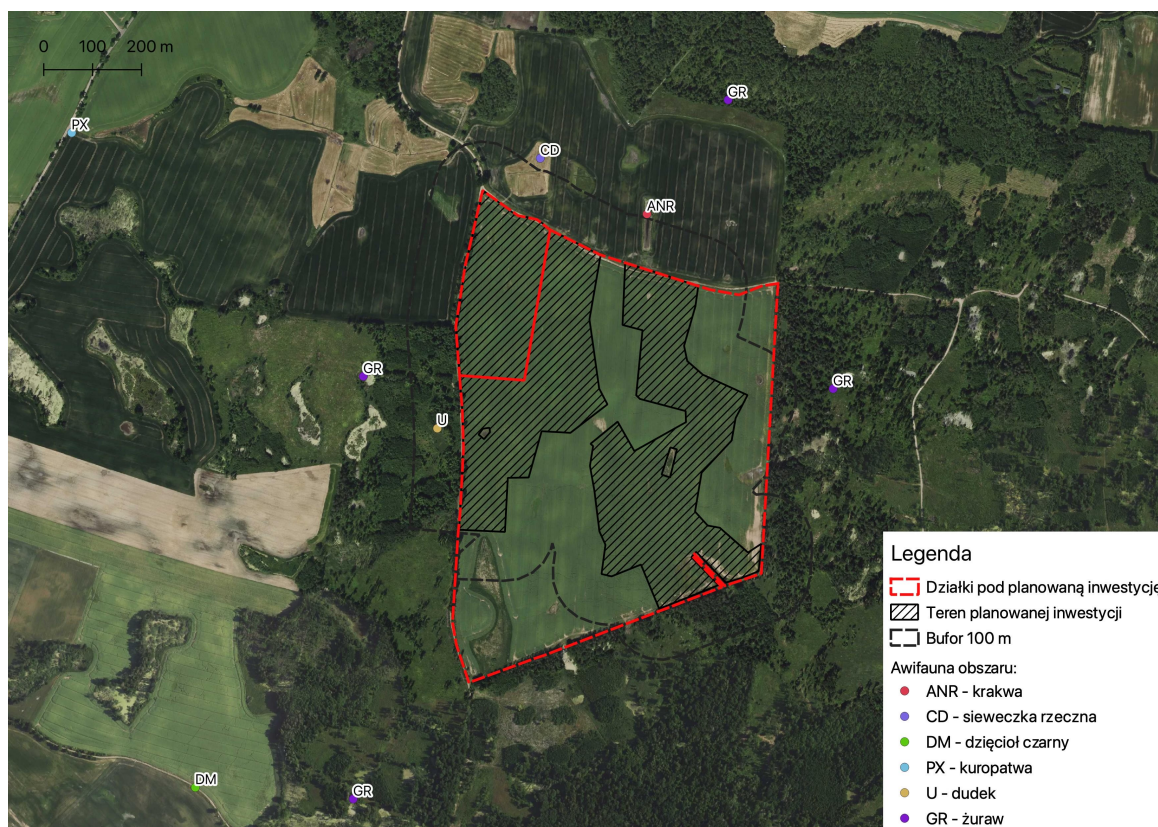 0 100 200 m
GR
PX
CD
ANR
GR
GR
U
DM
GR
Legenda
Działki pod planowaną inwestycję
Teren planowanej inwestycji
Bufor 100 m
Awifauna obszaru:
ANR - krakwa
CD - sieweczka rzeczna
DM - dzięcioł czarny
PX - kuropatwa
U - dudek
GR - żuraw